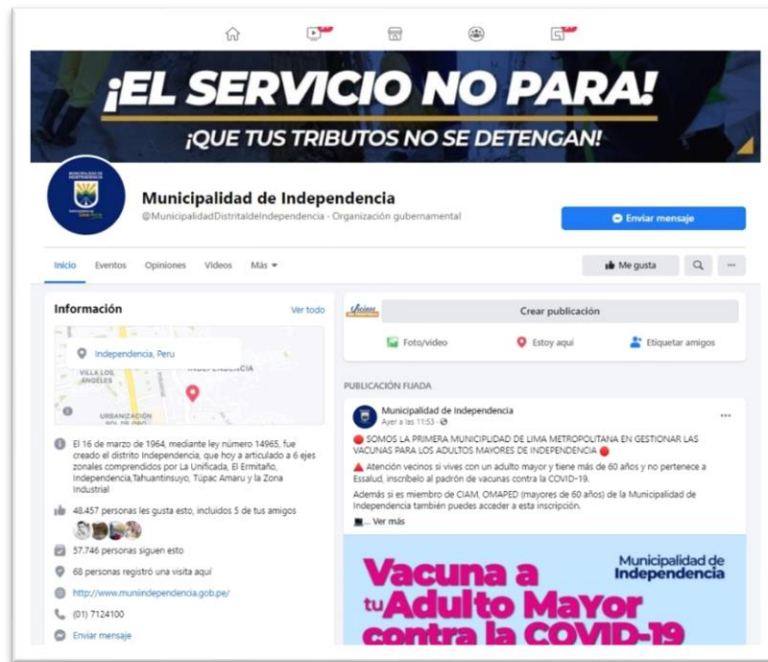 ¡EL SERVICIO NO PARA!
¡QUE TUS TRIBUTOS NO SE DETENGAN!
MUNICIPALIDAD DE
INDEPENDENCIA
Municipalidad de Independencia
@MunicipalidadDistritaldeIndependencia - Organización gubernamental
Enviar mensaje
Inicio Eventos Opiniones Videos Más
Me gusta
Información Ver todo
Independencia, Peru
VILLA LOS
ÁNGELES
URBANIZACIÓN
El 16 de marzo de 1964, mediante ley número 14965, fue
creado el distrito Independencia, que hoy a articulado a 6 ejes
zonales comprendidos por La Unificada, El Ermitaño,
Independencia,Tahuantinsuyo, Túpac Amaru y la Zona
Industrial
48.457 personas les gusta esto, incluidos 5 de tus amigos
57.746 personas siguen esto
68 personas registró una visita aquí
http://www.muniindependencia.gob.pe/
(01) 7124100
Enviar mensaje
Crear publicación
Foto/video Estoy aquí Etiquetar amigos
PUBLICACIÓN FIJADA
Municipalidad de Independencia
Ayer a las 11:53
SOMOS LA PRIMERA MUNICIPLIDAD DE LIMA METROPOLITANA EN GESTIONAR LAS
VACUNAS PARA LOS ADULTOS MAYORES DE INDEPENDENCIA
Atención vecinos si vives con un adulto mayor y tiene más de 60 años y no pertenece a
Essalud, inscríbelo al padrón de vacunas contra la COVID-19.
Además si es miembro de CIAM, OMAPED (mayores de 60 años) de la Municipalidad de
Independencia también puedes acceder a esta inscripción.
... Ver más
Municipalidad de
Independencia
Vacuna a
tu Adulto Mayor
contra la COVID-19